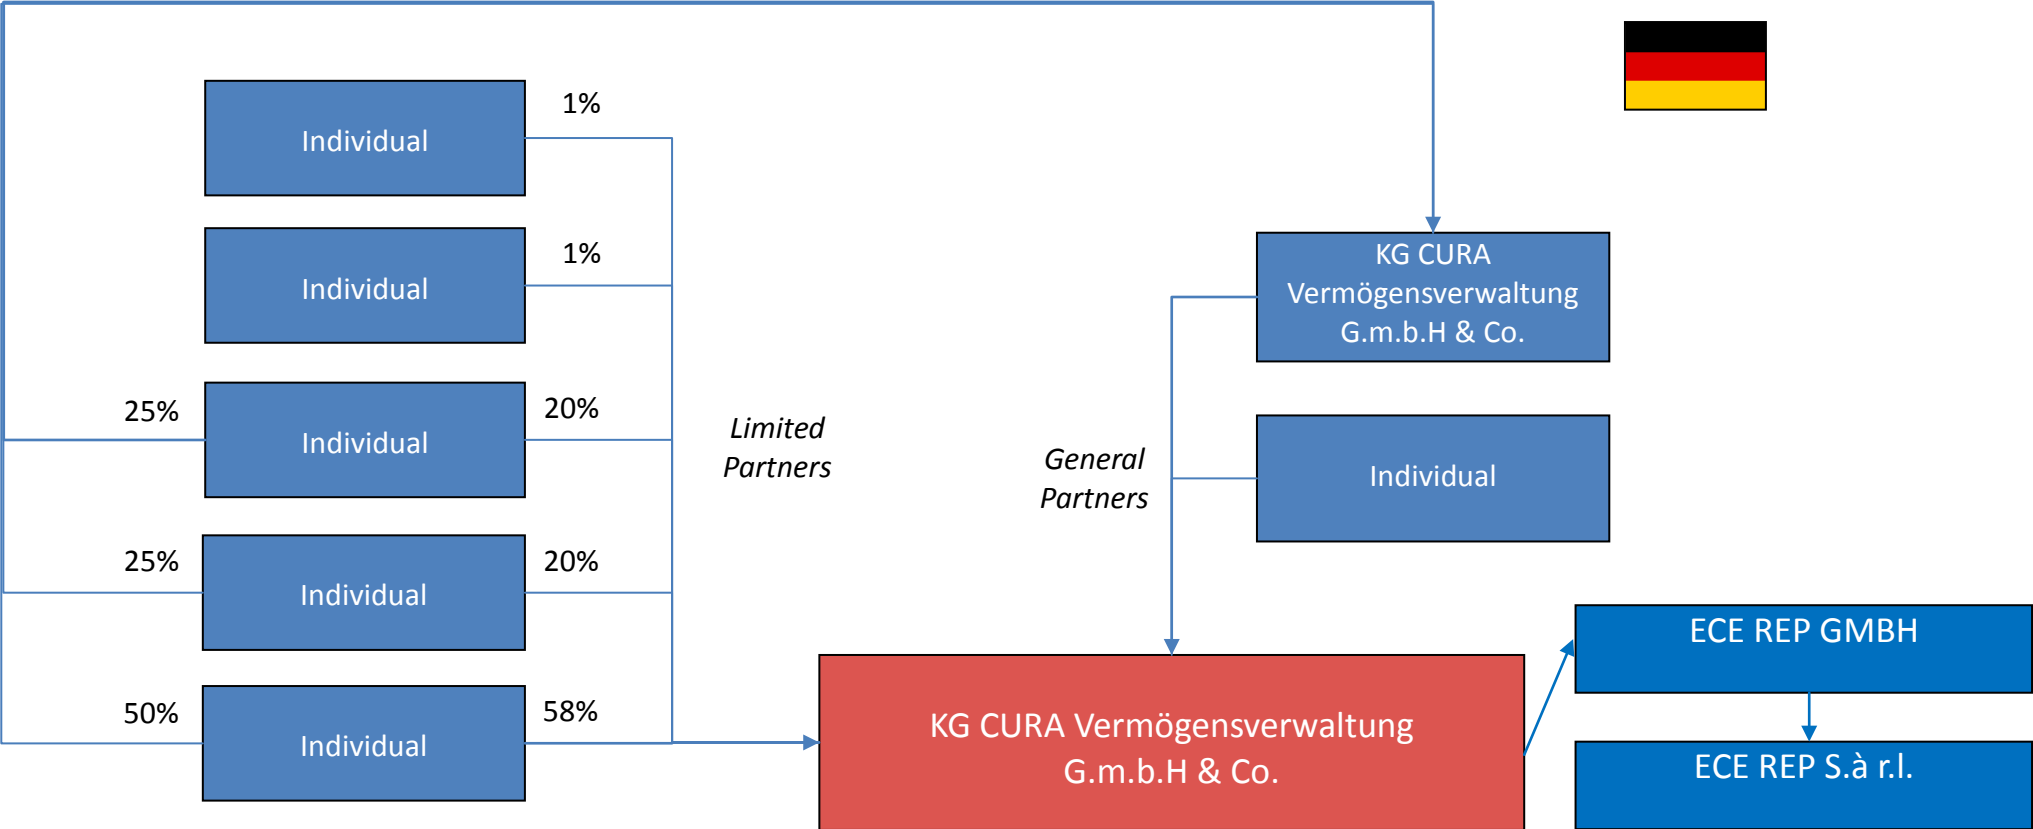 1%
Individual
1%
Individual
25%
20%
Individual
25%
20%
Individual
50%
58%
Individual
Limited
Partners
General
Partners
KG CURA
Vermögensverwaltung
G.m.b.H & Co.
Individual
KG CURA Vermögensverwaltung
G.m.b.H & Co.
ECE REP GMBH
ECE REP S.à r.l.